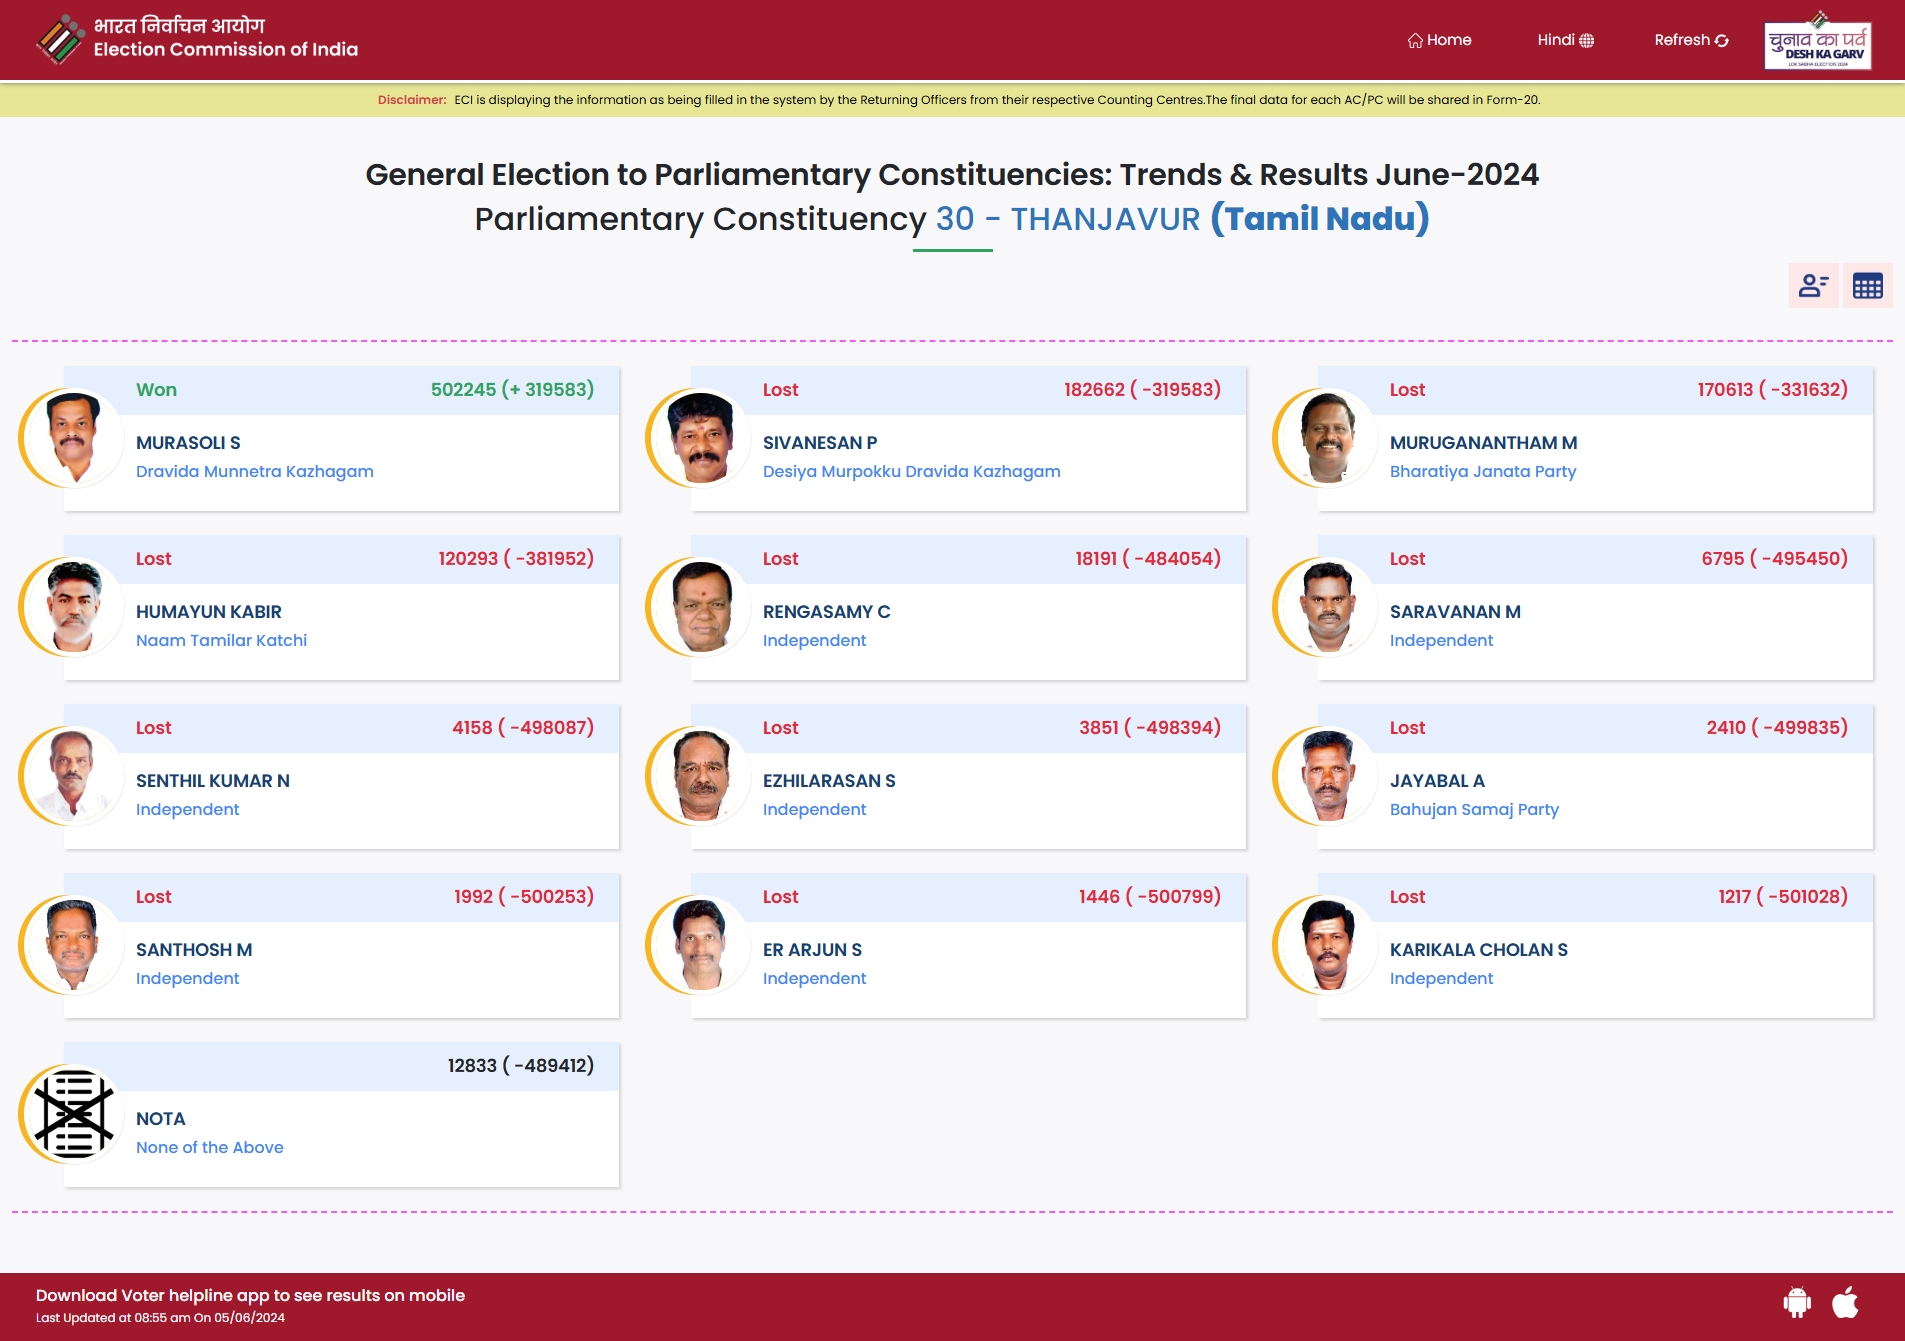 भारत निर्वाचन आयोग
Election Commission of India
Home
Hindi
Refresh
चुनाव का पर्व
DESH KA GARV
LOK SABHA ELECTION 2024
Disclaimer: ECI is displaying the information as being filled in the system by the Returning Officers from their respective Counting Centres.The final data for each AC/PC will be shared in Form-20.
General Election to Parliamentary Constituencies: Trends & Results June-2024
Parliamentary Constituency 30 - THANJAVUR (Tamil Nadu)
Won 502245 (+ 319583)
MURASOLI S
Dravida Munnetra Kazhagam
Lost 182662 ( -319583)
SIVANESAN P
Desiya Murpokku Dravida Kazhagam
Lost 170613 ( -331632)
MURUGANANTHAM M
Bharatiya Janata Party
Lost 120293 ( -381952)
HUMAYUN KABIR
Naam Tamilar Katchi
Lost 18191 ( -484054)
RENGASAMY C
Independent
Lost 6795 ( -495450)
SARAVANAN M
Independent
Lost 4158 ( -498087)
SENTHIL KUMAR N
Independent
Lost 3851 ( -498394)
EZHILARASAN S
Independent
Lost 2410 ( -499835)
JAYABAL A
Bahujan Samaj Party
Lost 1992 ( -500253)
SANTHOSH M
Independent
Lost 1446 ( -500799)
ER ARJUN S
Independent
Lost 1217 ( -501028)
KARIKALA CHOLAN S
Independent
12833 ( -489412)
NOTA
None of the Above
Download Voter helpline app to see results on mobile
Last Updated at 08:55 am On 05/06/2024